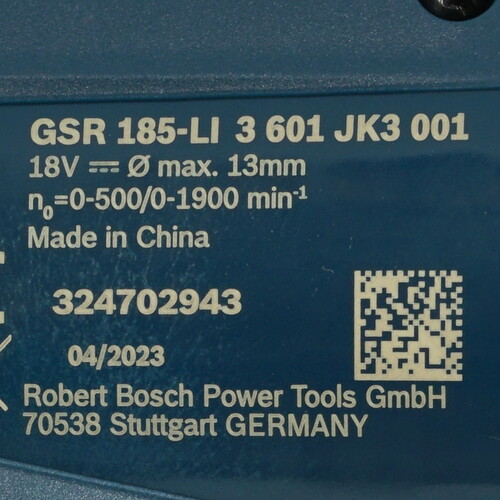 GSR 185-LI 3 601 JK3 001
18V ⎓ Ø max. 13mm
n₀=0-500/0-1900 min⁻¹
Made in China
324702943
04/2023
Robert Bosch Power Tools GmbH
70538 Stuttgart GERMANY